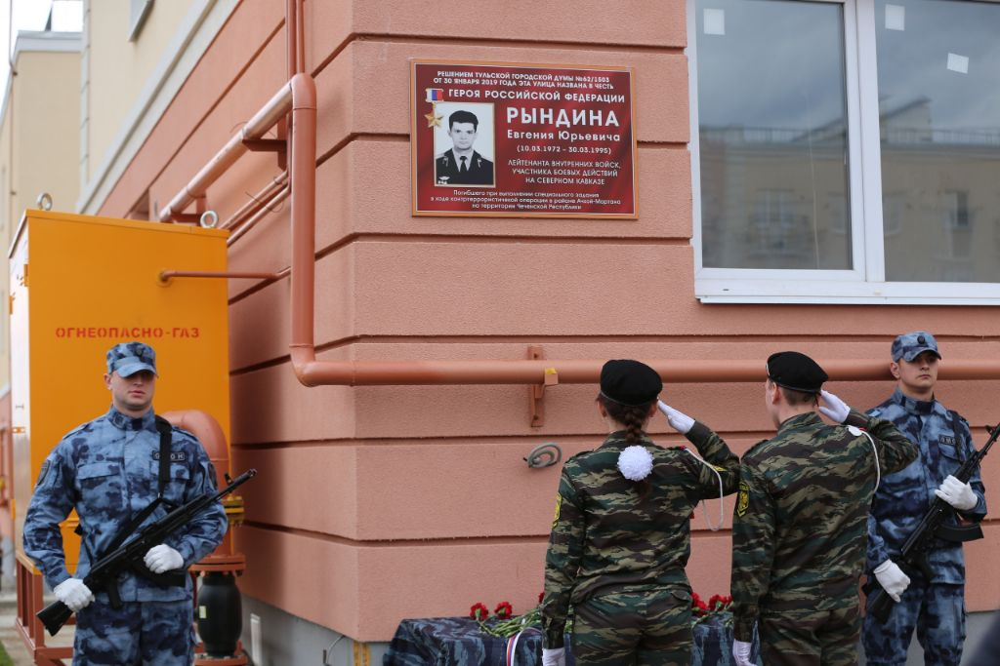 РЕШЕНИЕМ ТУЛЬСКОЙ ГОРОДСКОЙ ДУМЫ №62/1503
ОТ 30 ЯНВАРЯ 2019 ГОДА ЭТА УЛИЦА НАЗВАНА В ЧЕСТЬ
ГЕРОЯ РОССИЙСКОЙ ФЕДЕРАЦИИ
РЫНДИНА
Евгения Юрьевича
(10.03.1972 - 30.03.1995)
ЛЕЙТЕНАНТА ВНУТРЕННИХ ВОЙСК,
УЧАСТНИКА БОЕВЫХ ДЕЙСТВИЙ
НА СЕВЕРНОМ КАВКАЗЕ
Погибшего при выполнении специального задания
в ходе контртеррористической операции в районе Ачхой-Мартана
на территории Чеченской Республики
ОГНЕОПАСНО-ГАЗ
ОМОН